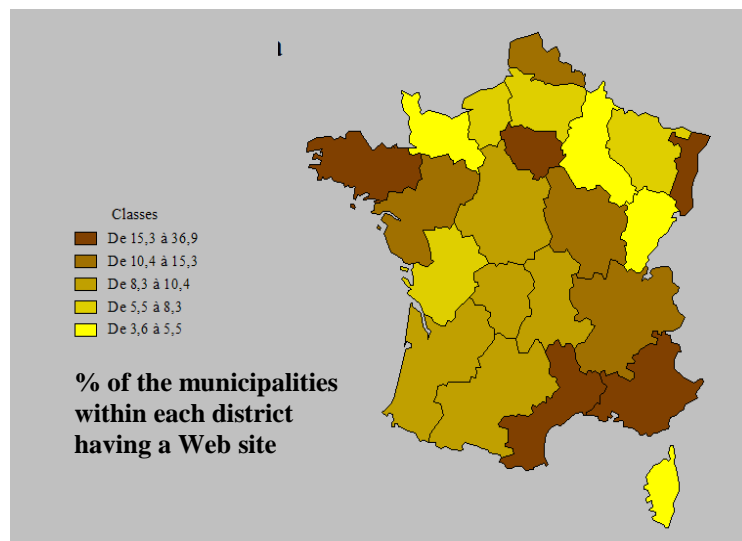 Classes
De 15,3 à 36,9
De 10,4 à 15,3
De 8,3 à 10,4
De 5,5 à 8,3
De 3,6 à 5,5
% of the municipalities
within each district
having a Web site